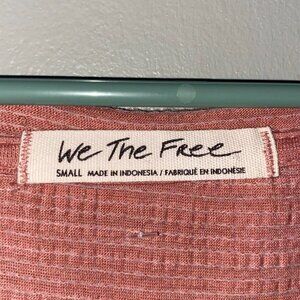 We The Free
SMALL MADE IN INDONESIA / FABRIQUÉ EN INDONÉSIE